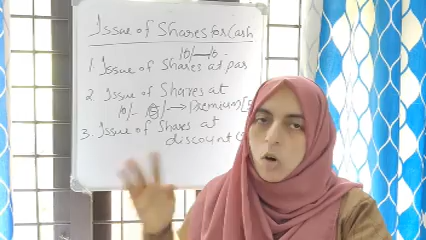 Issue of Shares for Cash
10/— 10
1. Issue of Shares at par
2 Issue of Shares at
10/- /→ Premium [5
3. Issue of Shares at
discount (